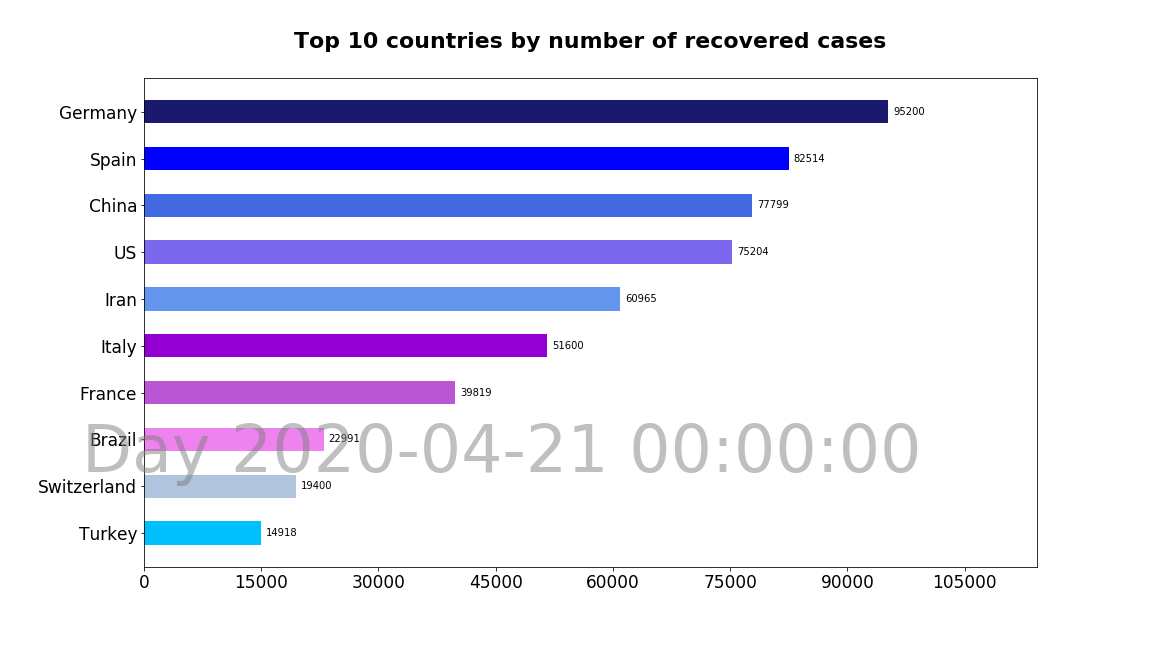 Top 10 countries by number of recovered cases
Germany 95200
Spain 82514
China 77799
US 75204
Iran 60965
Italy 51600
France 39819
Brazil 22991
Day 2020-04-21 00:00:00
Switzerland 19400
Turkey 14918
0 15000 30000 45000 60000 75000 90000 105000